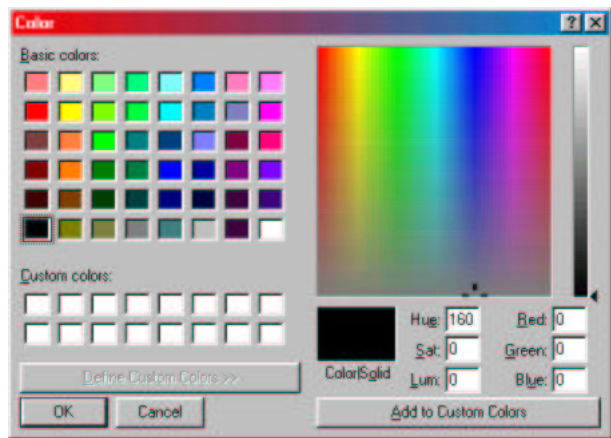 Color
Basic colors:
Custom colors:
Define Custom Colors >>
OK Cancel
Color|Solid
Hue: 160 Red: 0
Sat: 0 Green: 0
Lum: 0 Blue: 0
Add to Custom Colors